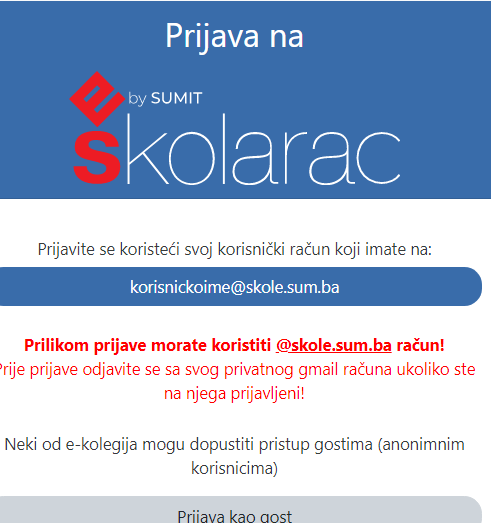 Prijava na
e by SUMIT
skolarac
Prijavite se koristeći svoj korisnički račun koji imate na:
korisnickoime@skole.sum.ba
Prilikom prijave morate koristiti @skole.sum.ba račun!
Prije prijave odjavite se sa svog privatnog gmail računa ukoliko ste
na njega prijavljeni!
Neki od e-kolegija mogu dopustiti pristup gostima (anonimnim
korisnicima)
Prijava kao gost